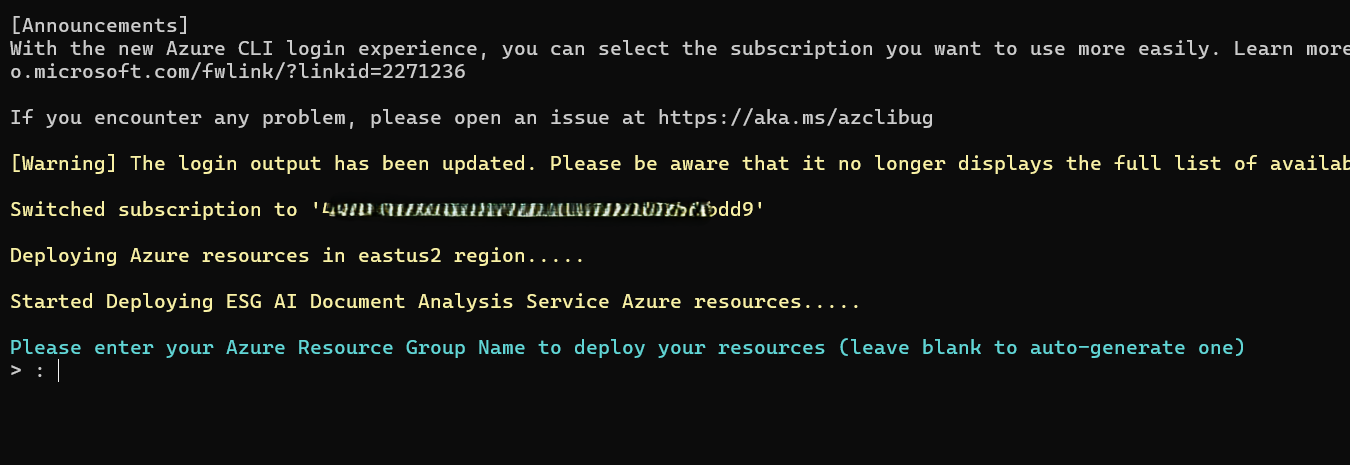 [Announcements]
With the new Azure CLI login experience, you can select the subscription you want to use more easily. Learn more
o.microsoft.com/fwlink/?linkid=2271236
If you encounter any problem, please open an issue at https://aka.ms/azclibug
[Warning] The login output has been updated. Please be aware that it no longer displays the full list of availab
Switched subscription to 'dd9'
Deploying Azure resources in eastus2 region.....
Started Deploying ESG AI Document Analysis Service Azure resources.....
Please enter your Azure Resource Group Name to deploy your resources (leave blank to auto-generate one)
> :